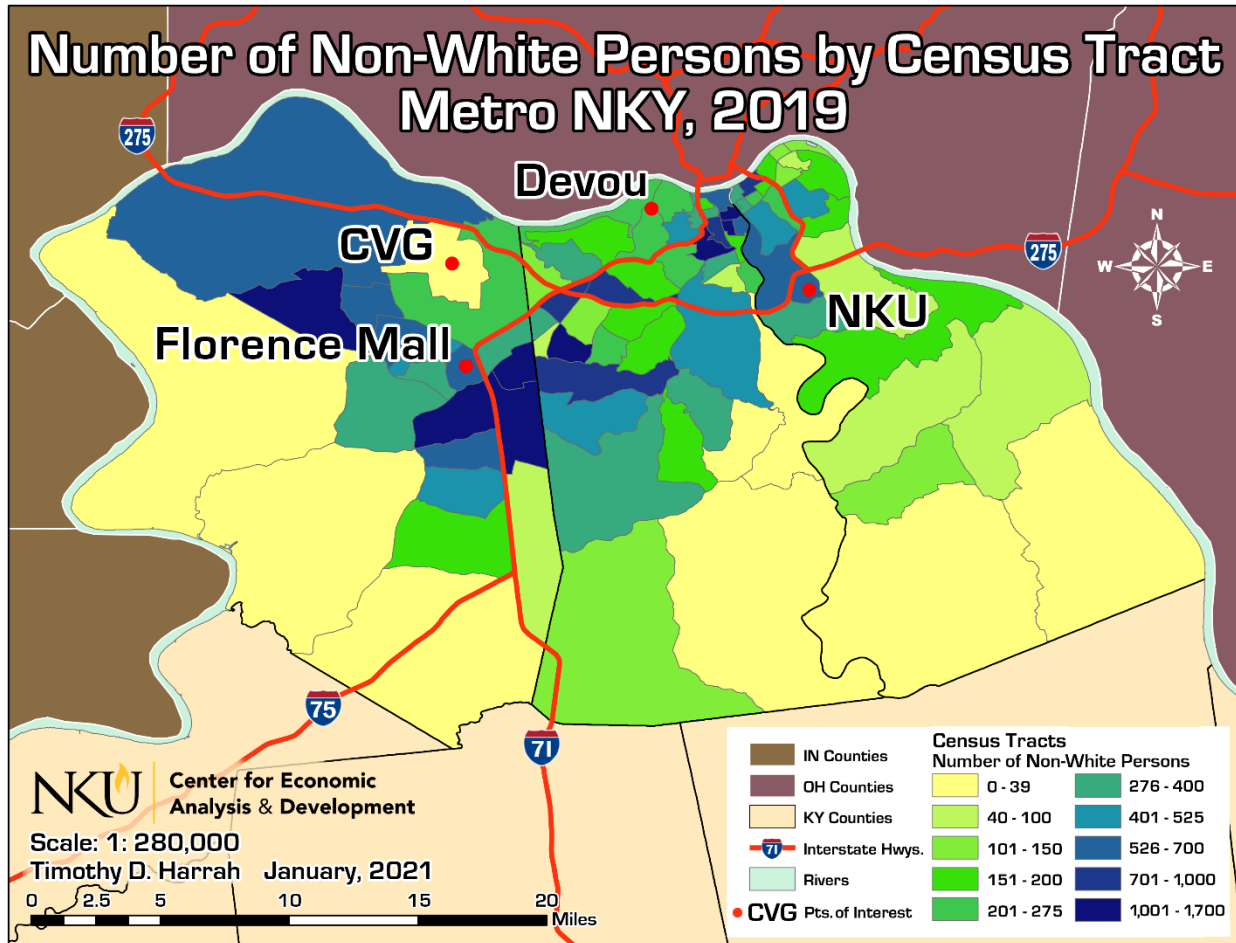 Number of Non-White Persons by Census Tract
Metro NKY, 2019
275
Devou
CVG
275
N
W E
S
NKU
Florence Mall
75
71
NKU Center for Economic
Analysis & Development
Scale: 1: 280,000
Timothy D. Harrah January, 2021
0 2.5 5 10 15 20
Miles
IN Counties
OH Counties
KY Counties
71 Interstate Hwys.
Rivers
CVG Pts. of Interest
Census Tracts
Number of Non-White Persons
0 - 39
40 - 100
101 - 150
151 - 200
201 - 275
276 - 400
401 - 525
526 - 700
701 - 1,000
1,001 - 1,700